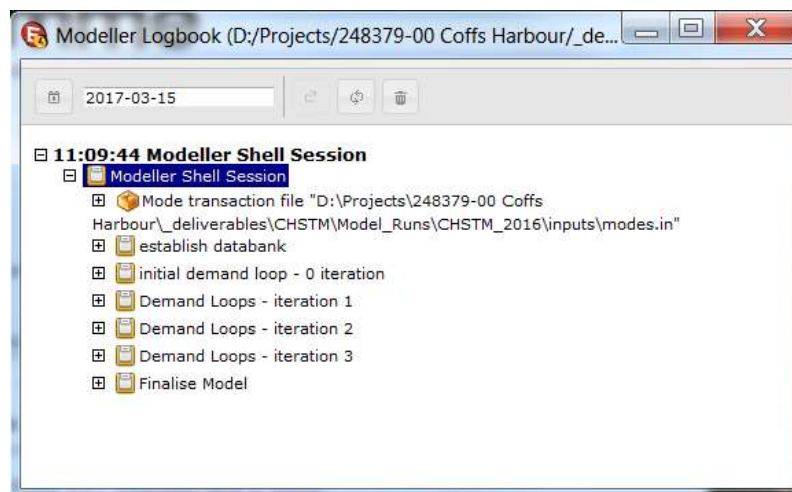 Modeller Logbook (D:/Projects/248379-00 Coffs Harbour/_de...
2017-03-15
11:09:44 Modeller Shell Session
Modeller Shell Session
Mode transaction file "D:\Projects\248379-00 Coffs
Harbour\_deliverables\CHSTM\Model_Runs\CHSTM_2016\inputs\modes.in"
establish databank
initial demand loop - 0 iteration
Demand Loops - iteration 1
Demand Loops - iteration 2
Demand Loops - iteration 3
Finalise Model